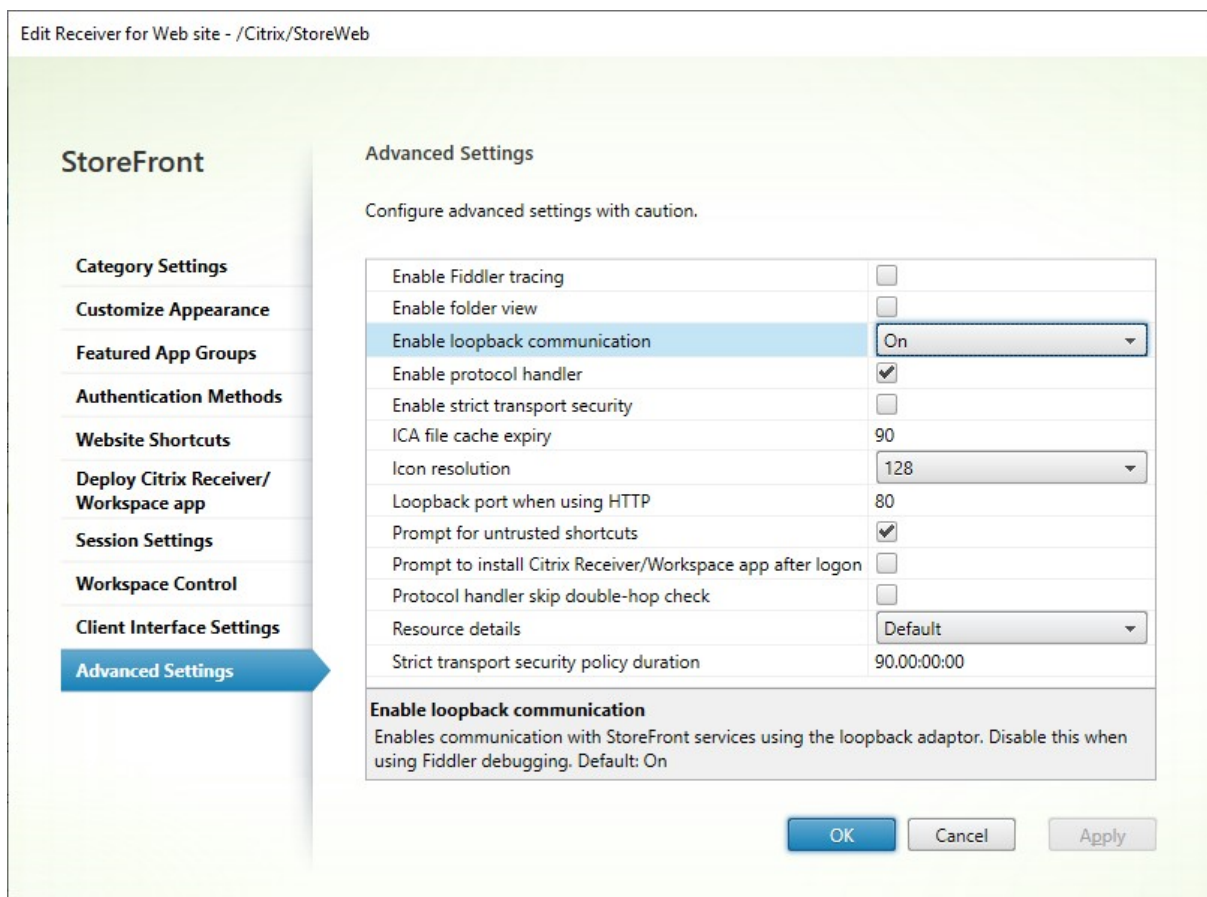 Edit Receiver for Web site - /Citrix/StoreWeb
StoreFront
Category Settings
Customize Appearance
Featured App Groups
Authentication Methods
Website Shortcuts
Deploy Citrix Receiver/
Workspace app
Session Settings
Workspace Control
Client Interface Settings
Advanced Settings
Advanced Settings
Configure advanced settings with caution.
Enable Fiddler tracing
Enable folder view
Enable loopback communication On
Enable protocol handler
Enable strict transport security
ICA file cache expiry 90
Icon resolution 128
Loopback port when using HTTP 80
Prompt for untrusted shortcuts
Prompt to install Citrix Receiver/Workspace app after logon
Protocol handler skip double-hop check
Resource details Default
Strict transport security policy duration 90.00:00:00
Enable loopback communication
Enables communication with StoreFront services using the loopback adaptor. Disable this when
using Fiddler debugging. Default: On
OK Cancel Apply